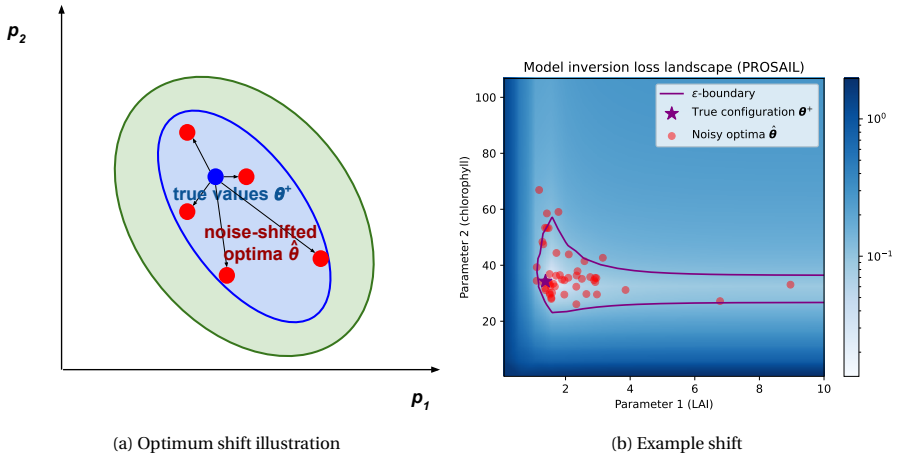 p2
true values θ+
noise-shifted
optima θ̂
p1
(a) Optimum shift illustration
Model inversion loss landscape (PROSAIL)
ε-boundary
True configuration θ+
Noisy optima θ̂
Parameter 2 (chlorophyll)
100
80
60
40
20
2
4
6
8
10
Parameter 1 (LAI)
10^0
10^-1
(b) Example shift